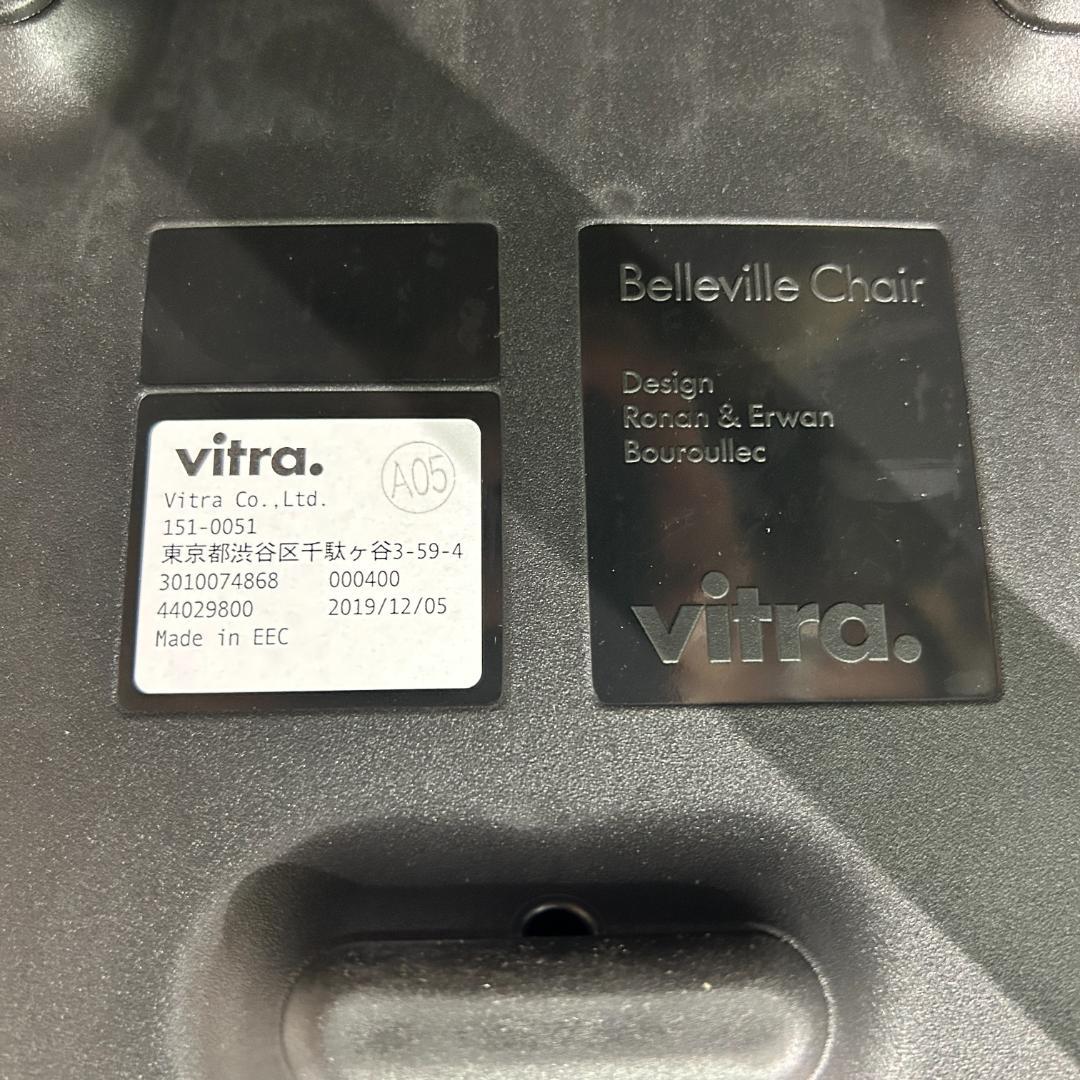 vitra.
A05
Vitra Co.,Ltd.
151-0051
東京都渋谷区千駄ヶ谷3-59-4
3010074868 000400
44029800 2019/12/05
Made in EEC
Belleville Chair
Design
Ronan & Erwan
Bouroullec
vitra.